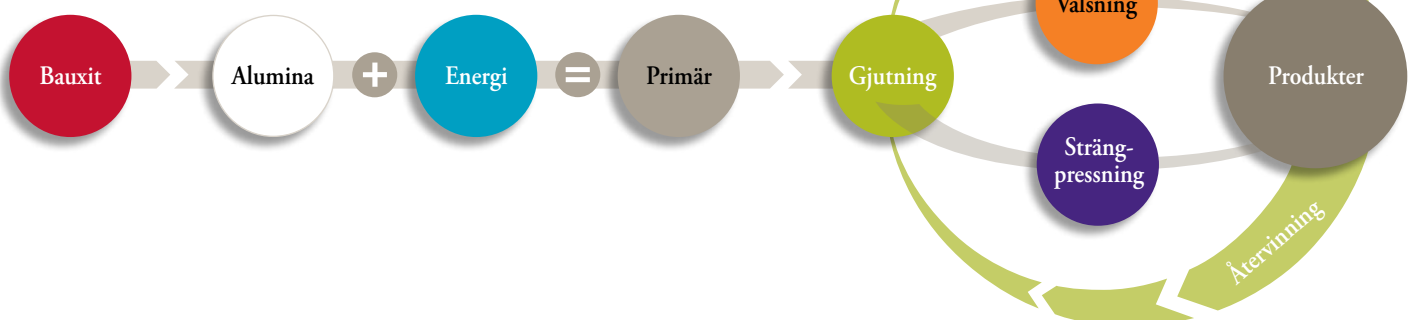 Valsning
Bauxit
Alumina
+
Energi
=
Primär
Gjutning
Produkter
Sträng-
pressning
Återvinning